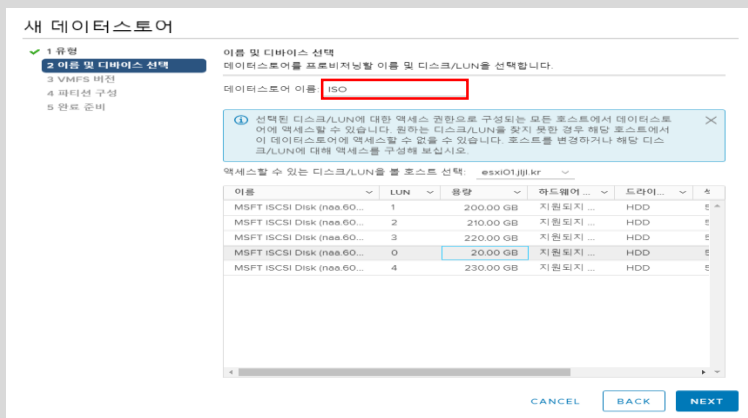 새 데이터스토어
1 유형
2 이름 및 디바이스 선택
3 VMFS 버전
4 파티션 구성
5 완료 준비
이름 및 디바이스 선택
데이터스토어를 프로비저닝할 이름 및 디스크/LUN을 선택합니다.
데이터스토어 이름: ISO
선택된 디스크/LUN에 대한 액세스 권한으로 구성되는 모든 호스트에서 데이터스토
어에 액세스할 수 있습니다. 원하는 디스크/LUN을 찾지 못한 경우 해당 호스트에서
이 데이터스토어에 액세스할 수 없을 수 있습니다. 호스트를 변경하거나 해당 디스
크/LUN에 대해 액세스를 구성해 보십시오.
액세스할 수 있는 디스크/LUN을 볼 호스트 선택: esxi01.jljl.kr
이름 LUN 용량 하드웨어 ... 드라이...
MSFT iSCSI Disk (naa.60... 1 200.00 GB 지원되지 ... HDD
MSFT iSCSI Disk (naa.60... 2 210.00 GB 지원되지 ... HDD
MSFT iSCSI Disk (naa.60... 3 220.00 GB 지원되지 ... HDD
MSFT iSCSI Disk (naa.60... 0 20.00 GB 지원되지 ... HDD
MSFT iSCSI Disk (naa.60... 4 230.00 GB 지원되지 ... HDD
CANCEL BACK NEXT